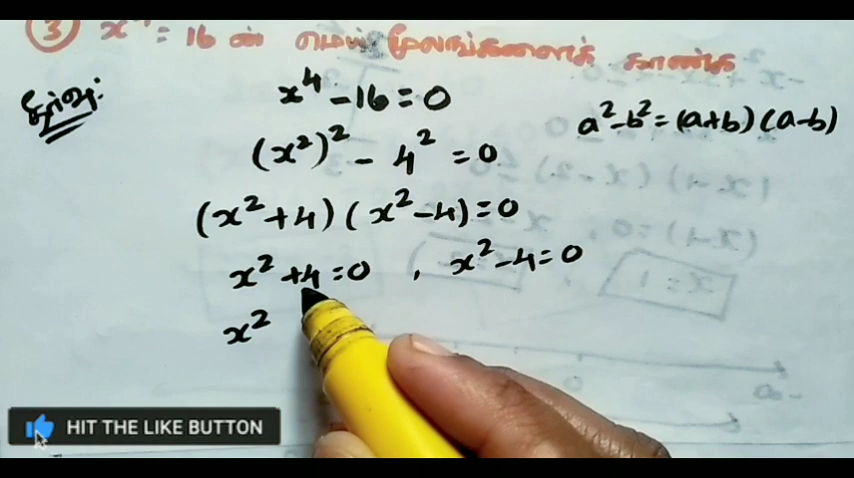 ③ x⁴ = 16 ன் மெய் மூலங்களைக் காண்க
தீர்வு:
x⁴ - 16 = 0
a² - b² = (a+b) (a-b)
(x²)² - 4² = 0
(x² + 4) (x² - 4) = 0
x² + 4 = 0 , x² - 4 = 0
x²
HIT THE LIKE BUTTON